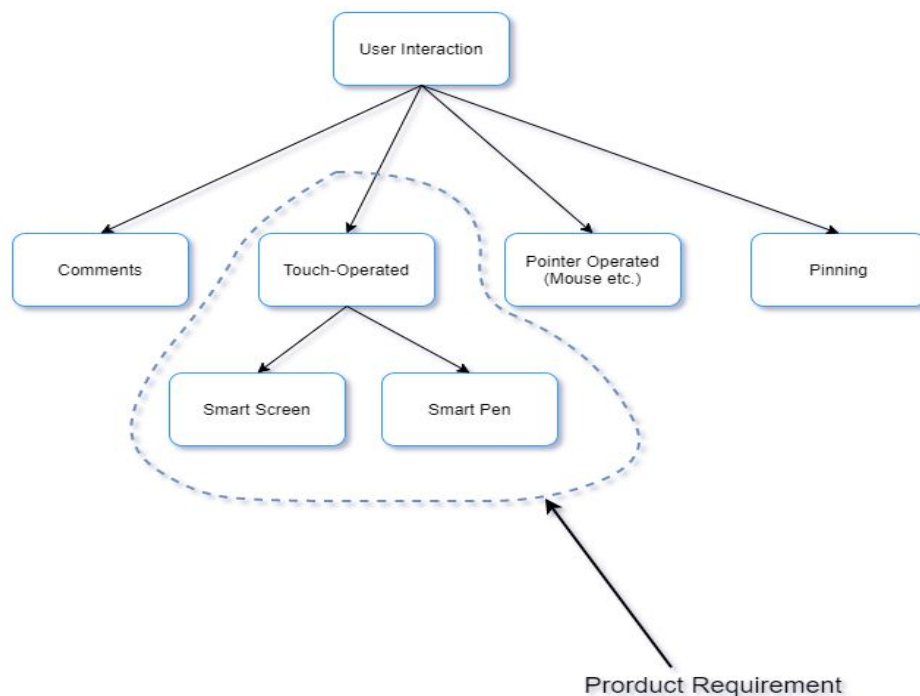 User Interaction
Comments
Touch-Operated
Pointer Operated
(Mouse etc.)
Pinning
Smart Screen
Smart Pen
Prorduct Requirement